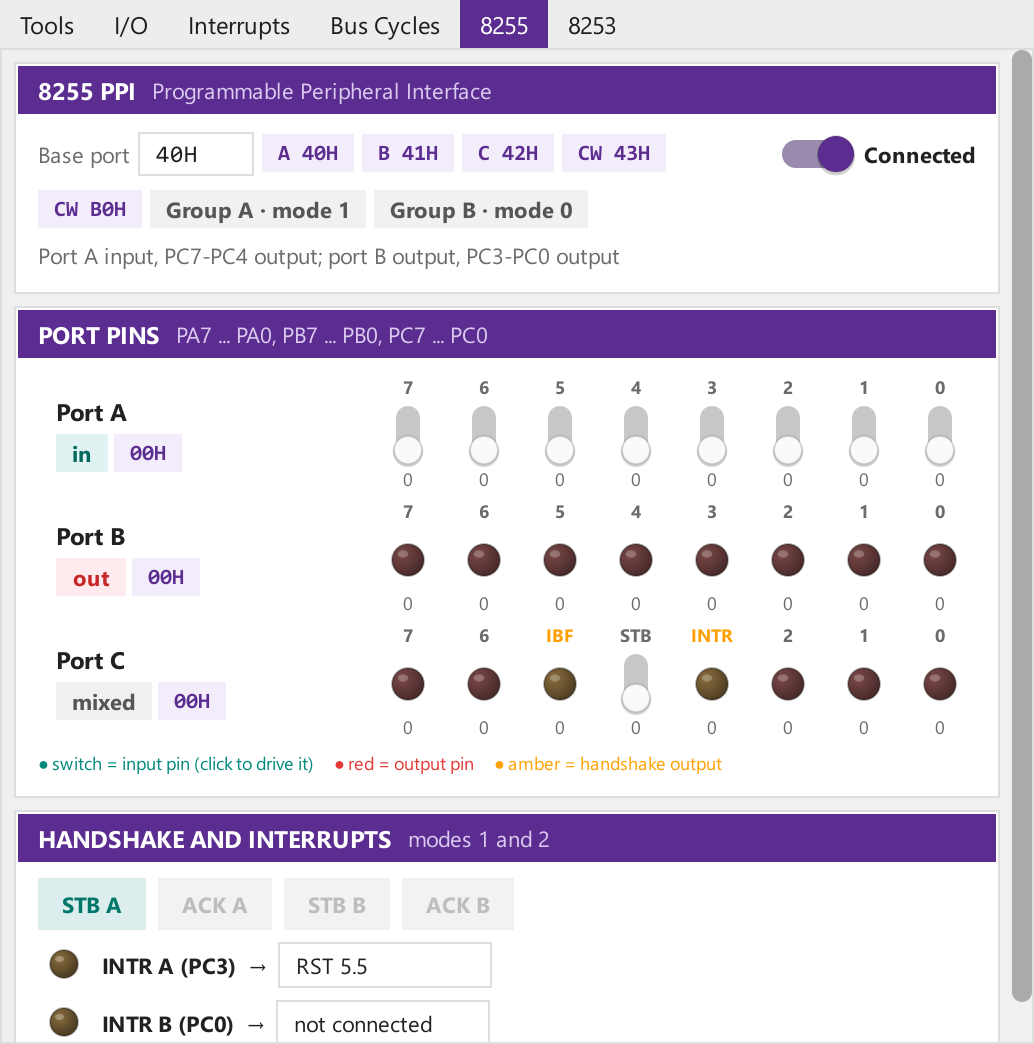 Tools I/O Interrupts Bus Cycles 8255 8253
8255 PPI Programmable Peripheral Interface
Base port 40H A 40H B 41H C 42H CW 43H Connected
CW B0H Group A · mode 1 Group B · mode 0
Port A input, PC7-PC4 output; port B output, PC3-PC0 output
PORT PINS PA7 ... PA0, PB7 ... PB0, PC7 ... PC0
7 6 5 4 3 2 1 0
Port A
in 00H
0 0 0 0 0 0 0 0
7 6 5 4 3 2 1 0
Port B
out 00H
0 0 0 0 0 0 0 0
7 6 IBF STB INTR 2 1 0
Port C
mixed 00H
0 0 0 0 0 0 0 0
● switch = input pin (click to drive it) ● red = output pin ● amber = handshake output
HANDSHAKE AND INTERRUPTS modes 1 and 2
STB A ACK A STB B ACK B
INTR A (PC3) → RST 5.5
INTR B (PC0) → not connected